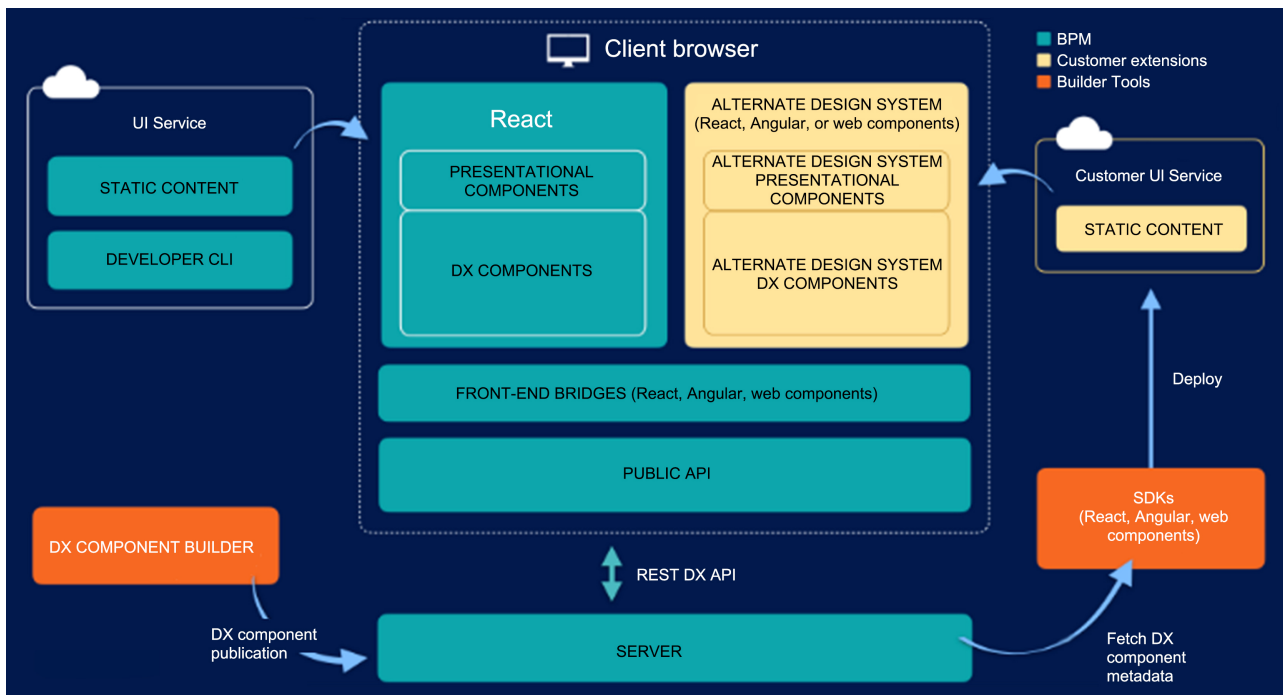 Client browser
BPM
Customer extensions
Builder Tools
UI Service
STATIC CONTENT
DEVELOPER CLI
React
PRESENTATIONAL
COMPONENTS
DX COMPONENTS
ALTERNATE DESIGN SYSTEM
(React, Angular, or web components)
ALTERNATE DESIGN SYSTEM
PRESENTATIONAL
COMPONENTS
ALTERNATE DESIGN SYSTEM
DX COMPONENTS
Customer UI Service
STATIC CONTENT
FRONT-END BRIDGES (React, Angular, web components)
PUBLIC API
Deploy
SDKs
(React, Angular, web
components)
DX COMPONENT BUILDER
REST DX API
DX component
publication
SERVER
Fetch DX
component
metadata